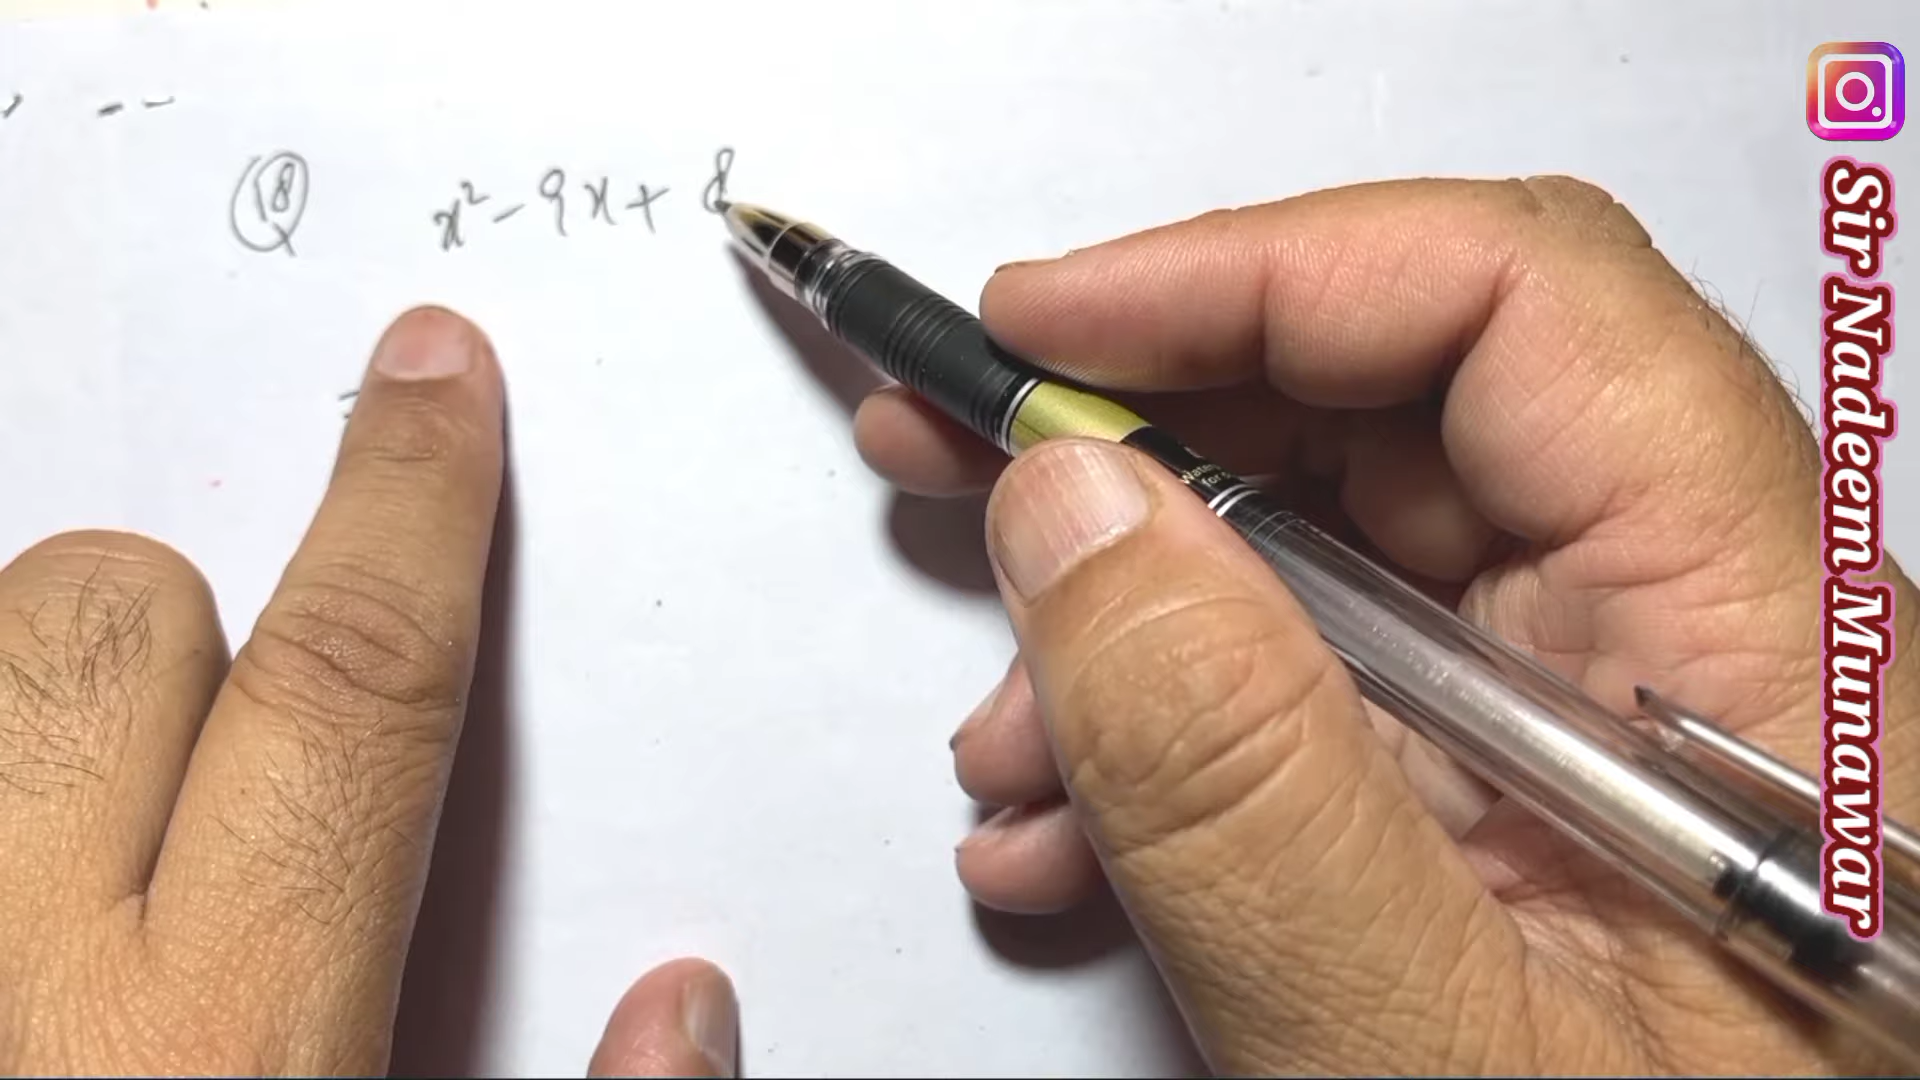 18 x² - 9x + 8
=
Sir Nadeem Munawar